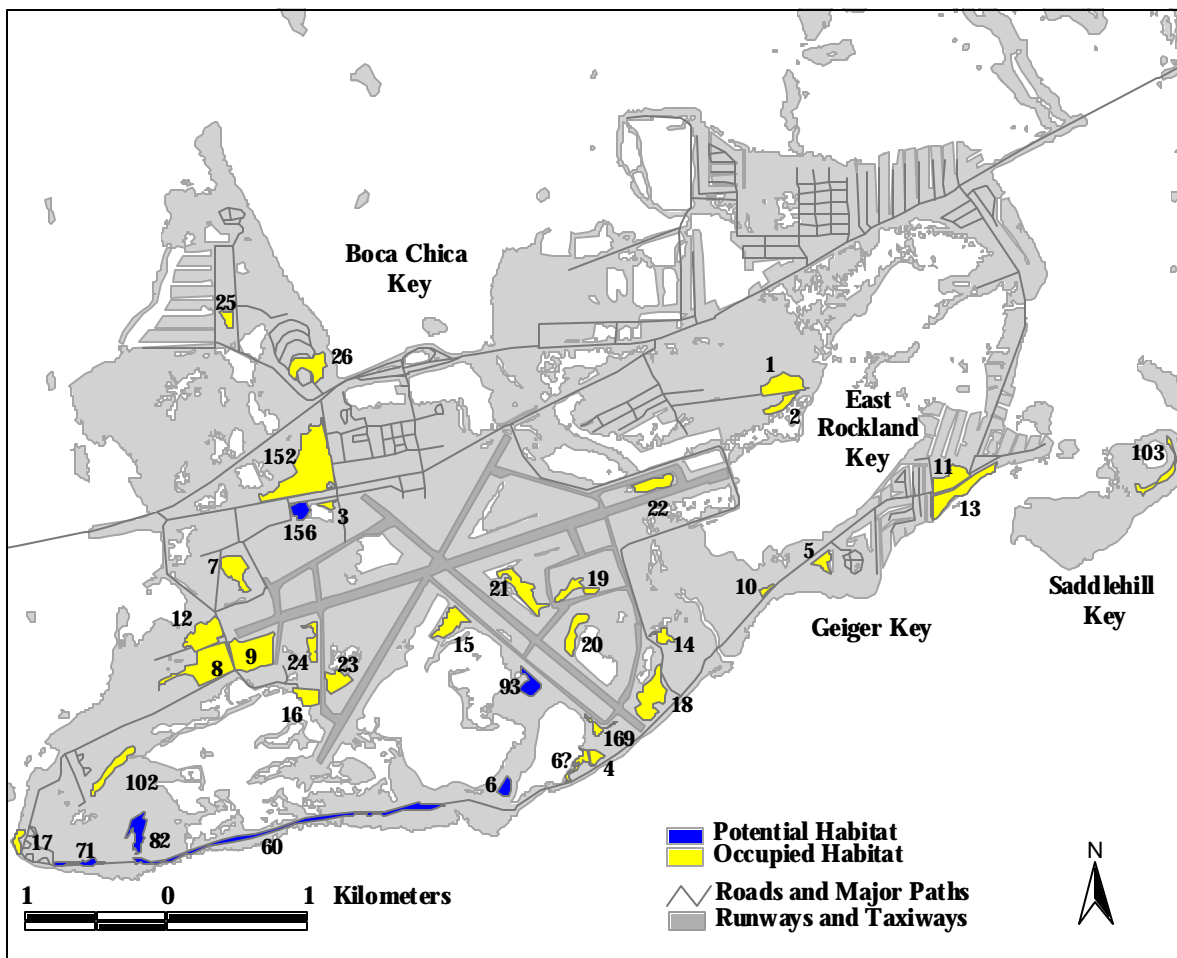 Boca Chica
Key
25
26
1
2
East
Rockland
Key
152
103
11
13
3
22
156
5
7
21
19
10
Saddlehill
Key
12
Geiger Key
15
20
14
9
24
23
8
93
18
16
169
6?
4
102
6
17
82
71
60
Potential Habitat
Occupied Habitat
Roads and Major Paths
Runways and Taxiways
N
1 0 1 Kilometers